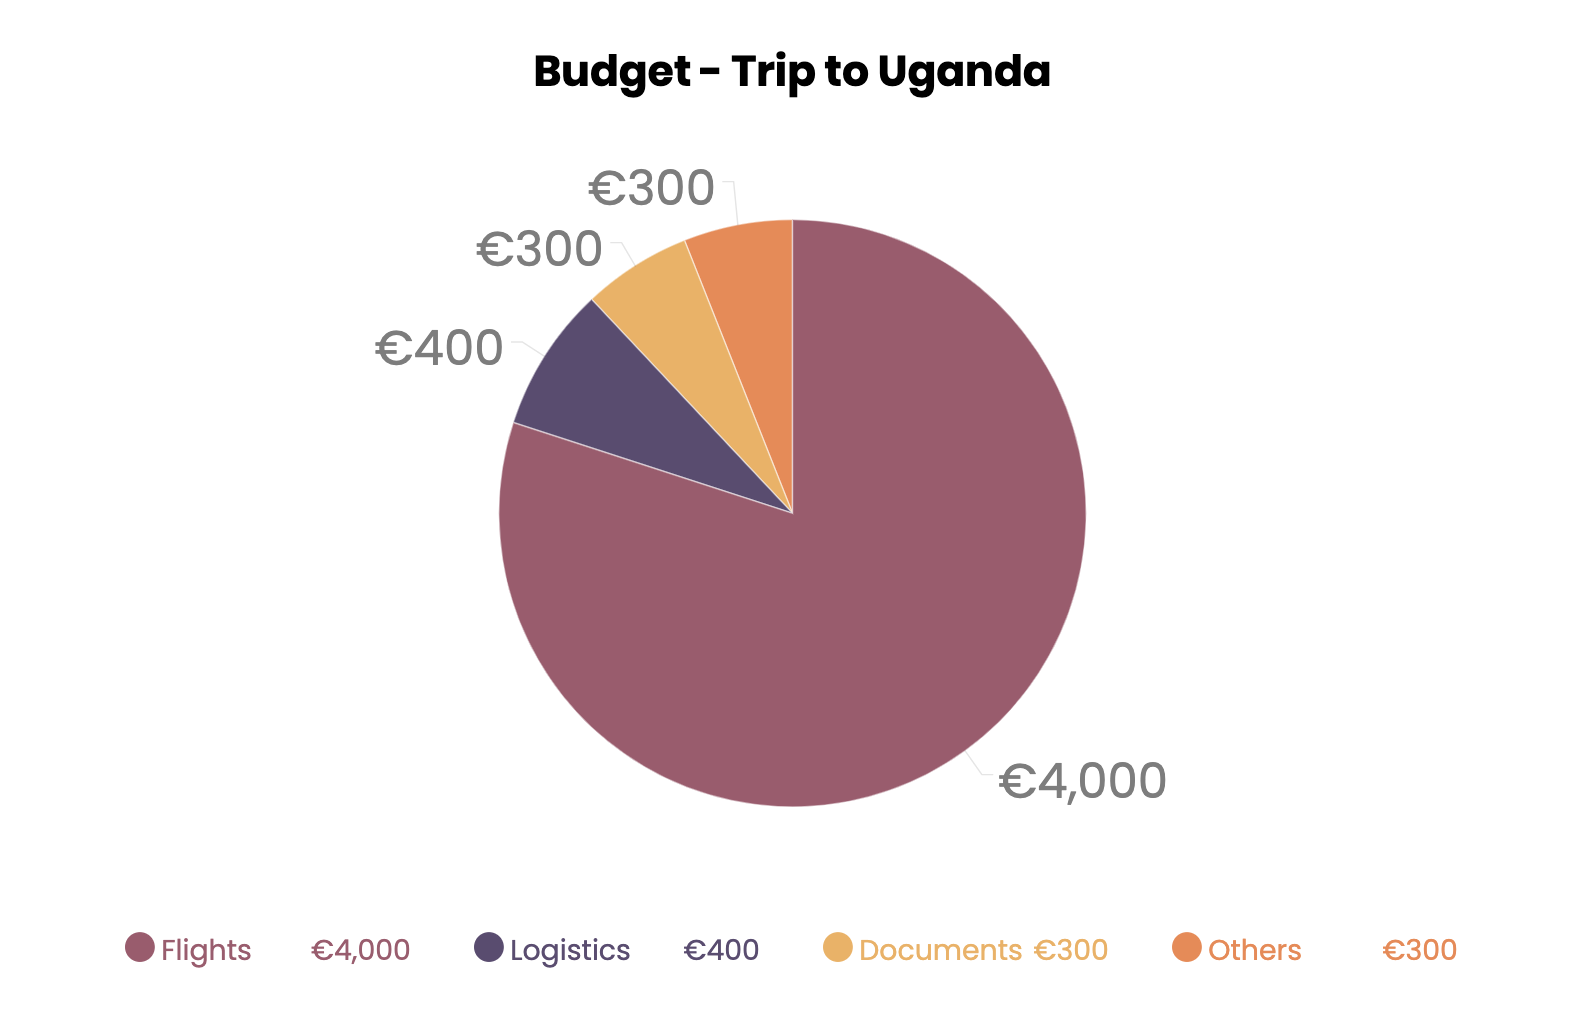 Budget - Trip to Uganda
€300
€300
€400
€4,000
Flights €4,000 Logistics €400 Documents €300 Others €300